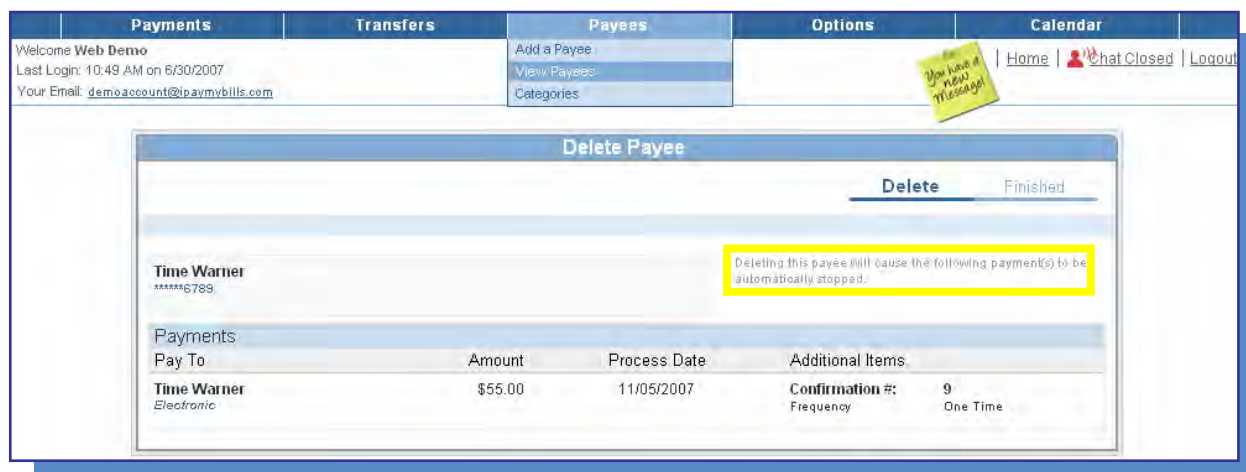 Payments Transfers Payees Options Calendar
Welcome Web Demo
Last Login: 10:49 AM on 6/30/2007
Your Email: demoaccount@ipaymybills.com
Add a Payee
View Payees
Categories
You have a
new
message!
| Home | Chat Closed | Logout
Delete Payee
Delete Finished
Time Warner
******6789
Deleting this payee will cause the following payment(s) to be
automatically stopped.
Payments
Pay To Amount Process Date Additional Items
Time Warner $55.00 11/05/2007 Confirmation #: 9
Electronic Frequency One Time